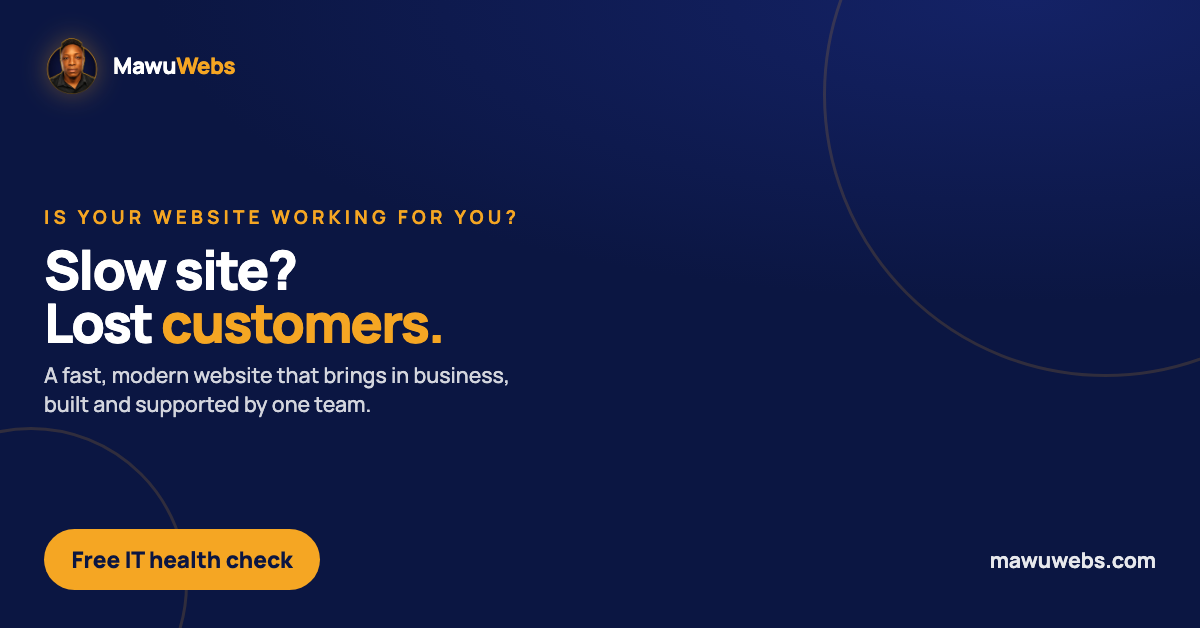 MawuWebs
IS YOUR WEBSITE WORKING FOR YOU?
Slow site?
Lost customers.
A fast, modern website that brings in business,
built and supported by one team.
Free IT health check
mawuwebs.com